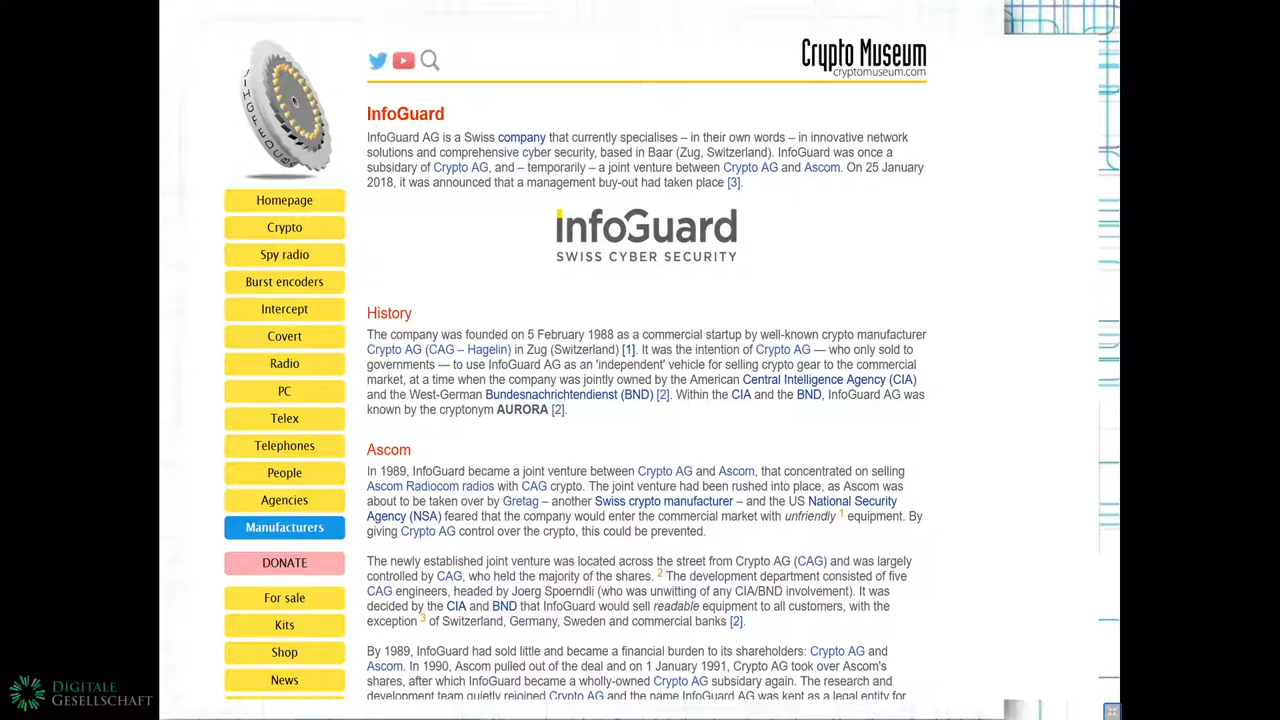 Crypto Museum
cryptomuseum.com
InfoGuard
InfoGuard AG is a Swiss company that currently specialises – in their own words – in innovative network
solutions and comprehensive cyber security, based in Baar (Zug, Switzerland). InfoGuard was once a
subsidary of Crypto AG, and – temporarily – a joint venture between Crypto AG and Ascom. On 25 January
2018, it was announced that a management buy-out had taken place [3].
infoGuard
SWISS CYBER SECURITY
Homepage
Crypto
Spy radio
Burst encoders
Intercept
Covert
Radio
PC
Telex
Telephones
People
Agencies
Manufacturers
DONATE
For sale
Kits
Shop
News
History
The company was founded on 5 February 1988 as a commercial startup by well-known crypto manufacturer
Crypto AG (CAG – Hagelin) in Zug (Switzerland) [1]. It was the intention of Crypto AG — who only sold to
governments — to use InfoGuard AG as an 'independent' vehicle for selling crypto gear to the commercial
market, at a time when the company was jointly owned by the American Central Intelligence Agency (CIA)
and the West-German Bundesnachrichtendienst (BND) [2]. Within the CIA and the BND, InfoGuard AG was
known by the cryptonym AURORA [2].
Ascom
In 1989, InfoGuard became a joint venture between Crypto AG and Ascom, that concentrated on selling
Ascom Radiocom radios with CAG crypto. The joint venture had been rushed into place, as Ascom was
about to be taken over by Gretag – another Swiss crypto manufacturer – and the US National Security
Agency (NSA) feared that the company would enter the commercial market with unfriendly 1 equipment. By
giving Crypto AG control over the crypto, this could be prevented.
The newly established joint venture was located across the street from Crypto AG (CAG) and was largely
controlled by CAG, who held the majority of the shares. 2 The development department consisted of five
CAG engineers, headed by Joerg Spoerndli (who was unwitting of any CIA/BND involvement). It was
decided by the CIA and BND that InfoGuard would sell readable equipment to all customers, with the
exception 3 of Switzerland, Germany, Sweden and commercial banks [2].
By 1989, InfoGuard had sold little and became a financial burden to its shareholders: Crypto AG and
Ascom. In 1990, Ascom pulled out of the deal and on 1 January 1991, Crypto AG took over Ascom's
shares, after which InfoGuard became a wholly-owned Crypto AG subsidary again. The research and
development team quietly rejoined Crypto AG and the name InfoGuard AG was kept as a legal entity for
DIGITALE
GESELLSCHAFT